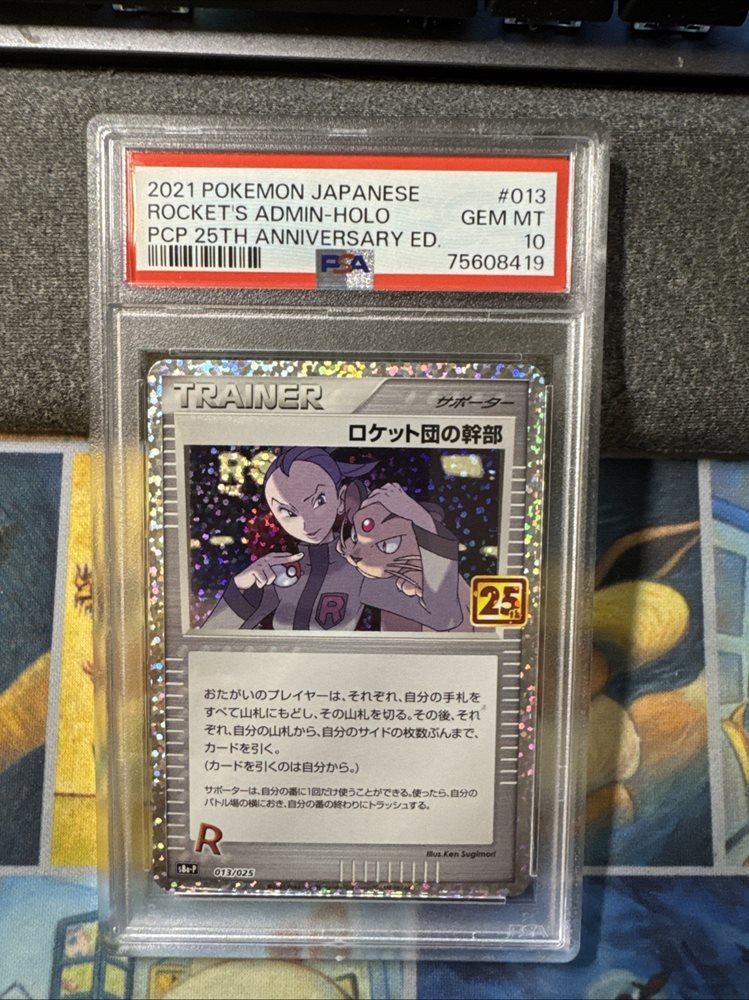 2021 POKEMON JAPANESE #013
ROCKET'S ADMIN-HOLO GEM MT
PCP 25TH ANNIVERSARY ED. 10
PSA 75608419
TRAINER サポーター
ロケット団の幹部
R
R
25th
おたがいのプレイヤーは、それぞれ、自分の手札を
すべて山札にもどし、その山札を切る。その後、それ
ぞれ、自分の山札から、自分のサイドの枚数ぶんまで、
カードを引く。
(カードを引くのは自分から。)
サポーターは、自分の番に1回だけ使うことができる。使ったら、自分の
バトル場の横におき、自分の番の終わりにトラッシュする。
R
Illus.Ken Sugimori
s8a-P 013/025
PSA